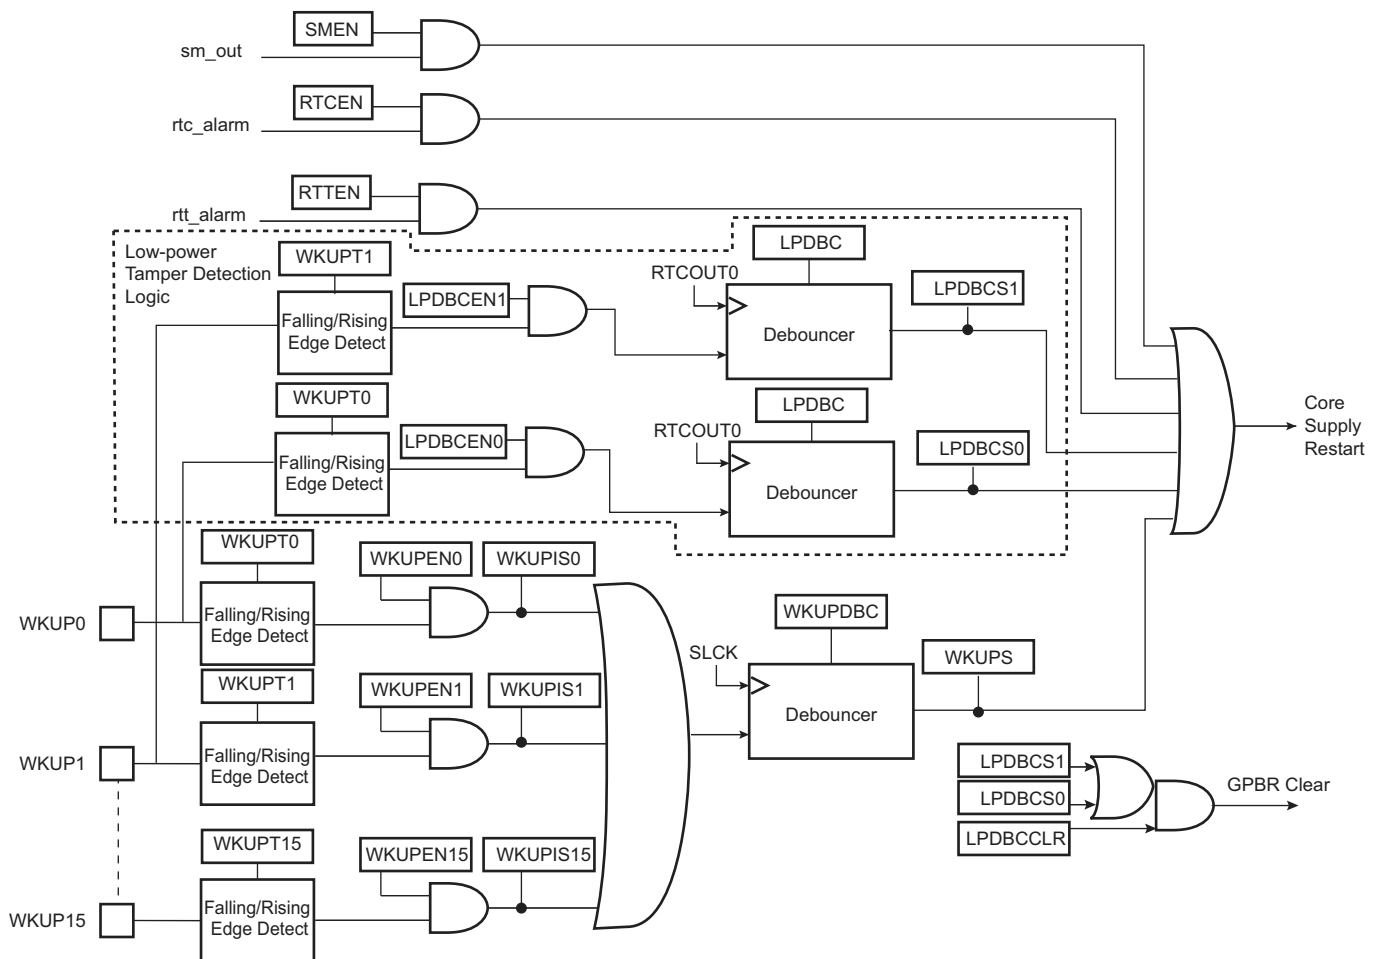 SMEN
sm_out
RTCEN
rtc_alarm
RTTEN
rtt_alarm
Low-power
Tamper Detection
Logic
WKUPT1
Falling/Rising
Edge Detect
LPDBCEN1
RTCOUT0
LPDBC
Debouncer
LPDBCS1
WKUPT0
Falling/Rising
Edge Detect
LPDBCEN0
RTCOUT0
LPDBC
Debouncer
LPDBCS0
Core
Supply
Restart
WKUP0
WKUPT0
Falling/Rising
Edge Detect
WKUPEN0
WKUPIS0
WKUP1
WKUPT1
Falling/Rising
Edge Detect
WKUPEN1
WKUPIS1
SLCK
WKUPDBC
Debouncer
WKUPS
WKUP15
WKUPT15
Falling/Rising
Edge Detect
WKUPEN15
WKUPIS15
LPDBCS1
LPDBCS0
LPDBCCLR
GPBR Clear